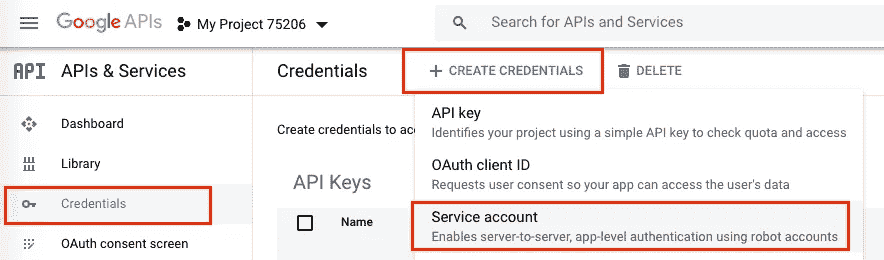 Google APIs My Project 75206 Search for APIs and Services
API APIs & Services Credentials + CREATE CREDENTIALS DELETE
API key
Dashboard Identifies your project using a simple API key to check quota and access
Create credentials to acc
Library OAuth client ID
Requests user consent so your app can access the user's data
API Keys
Credentials Service account
Name Enables server-to-server, app-level authentication using robot accounts
OAuth consent screen